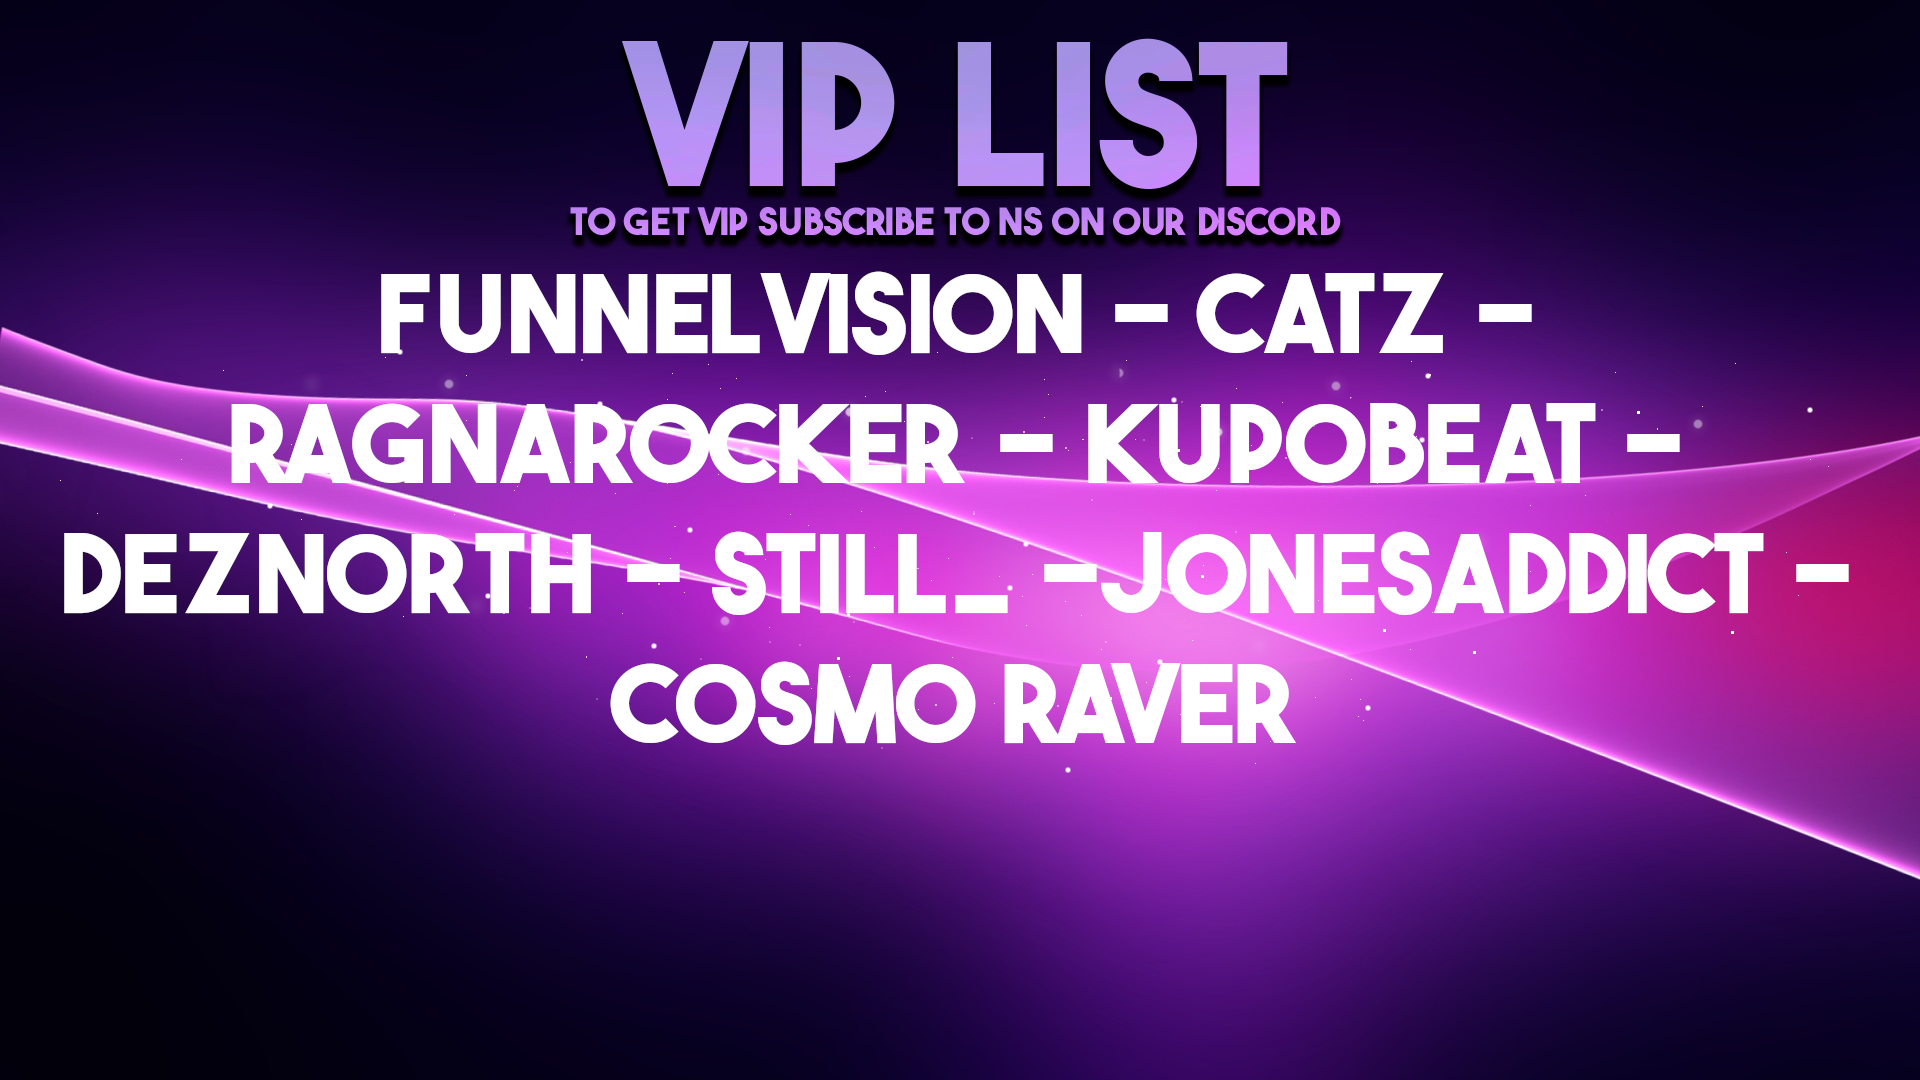 VIP LIST
TO GET VIP SUBSCRIBE TO NS ON OUR DISCORD
FUNNELVISION - CATZ -
RAGNAROCKER - KUPOBEAT -
DEZNORTH - STILL_ -JONESADDICT -
COSMO RAVER